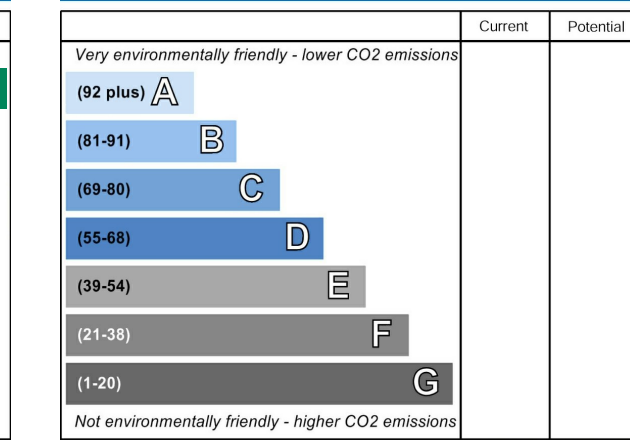 Current Potential
Very environmentally friendly - lower CO2 emissions
(92 plus) A
(81-91) B
(69-80) C
(55-68) D
(39-54) E
(21-38) F
(1-20) G
Not environmentally friendly - higher CO2 emissions